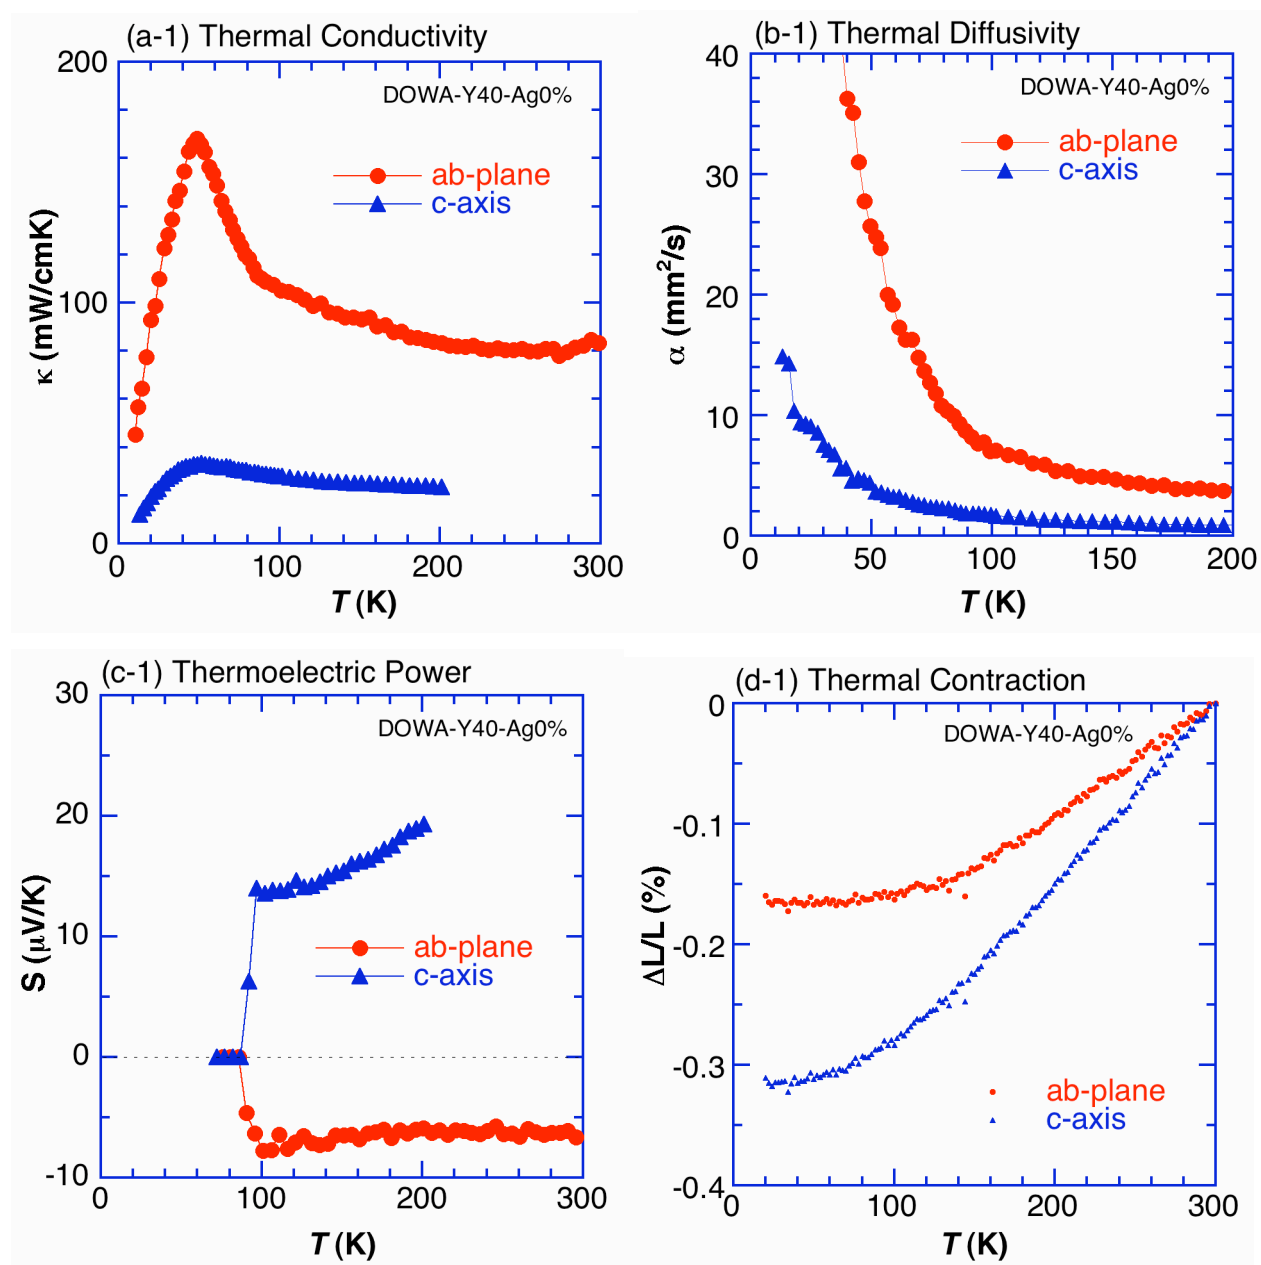 (a-1) Thermal Conductivity
200
DOWA-Y40-Ag0%
ab-plane
c-axis
κ (mW/cmK)
100
0
0 100 200 300
T (K)
(b-1) Thermal Diffusivity
40
DOWA-Y40-Ag0%
ab-plane
c-axis
30
α (mm²/s)
20
10
0
0 50 100 150 200
T (K)
(c-1) Thermoelectric Power
30
DOWA-Y40-Ag0%
20
S (μV/K)
10
ab-plane
c-axis
0
-10
0 100 200 300
T (K)
(d-1) Thermal Contraction
0
DOWA-Y40-Ag0%
-0.1
ΔL/L (%)
-0.2
-0.3
ab-plane
c-axis
-0.4
0 100 200 300
T (K)